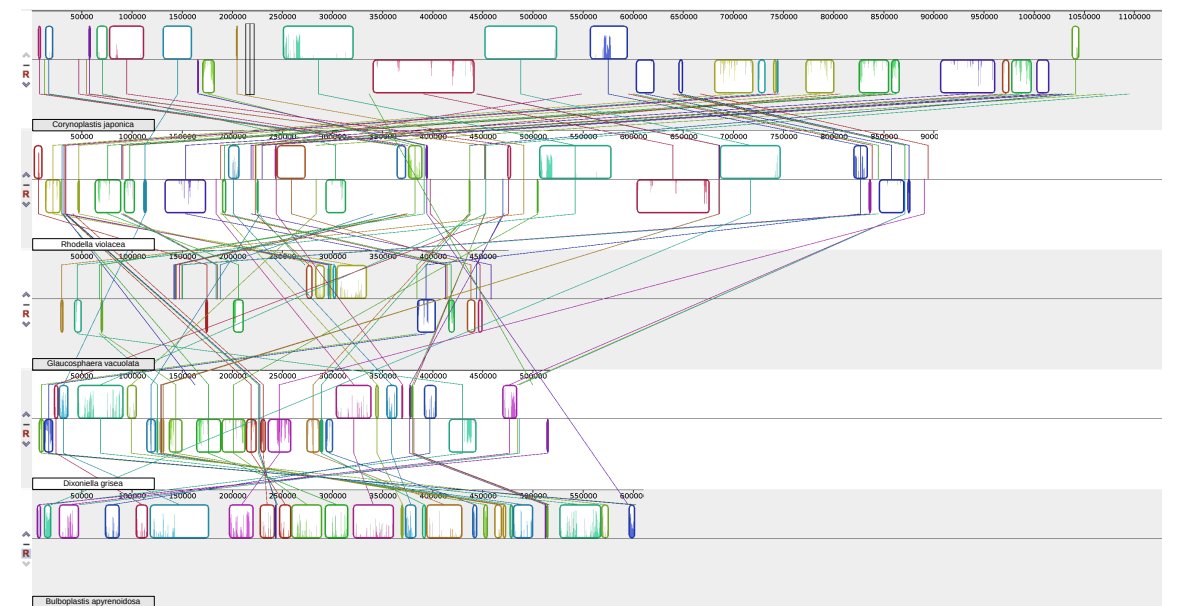 50000 100000 150000 200000 250000 300000 350000 400000 450000 500000 550000 600000 650000 700000 750000 800000 850000 900000 950000 1000000 1050000 1100000
R
Corynoplastis japonica
50000 100000 150000 200000 250000 300000 350000 400000 450000 500000 550000 600000 650000 700000 750000 800000 850000 9000
R
Rhodella violacea
50000 100000 150000 200000 250000 300000 350000 400000 450000
R
Glaucosphaera vacuolata
50000 100000 150000 200000 250000 300000 350000 400000 450000 500000
R
Dixoniella grisea
50000 100000 150000 200000 250000 300000 350000 400000 450000 500000 550000 60000
R
Bulboplastis apyrenoidosa